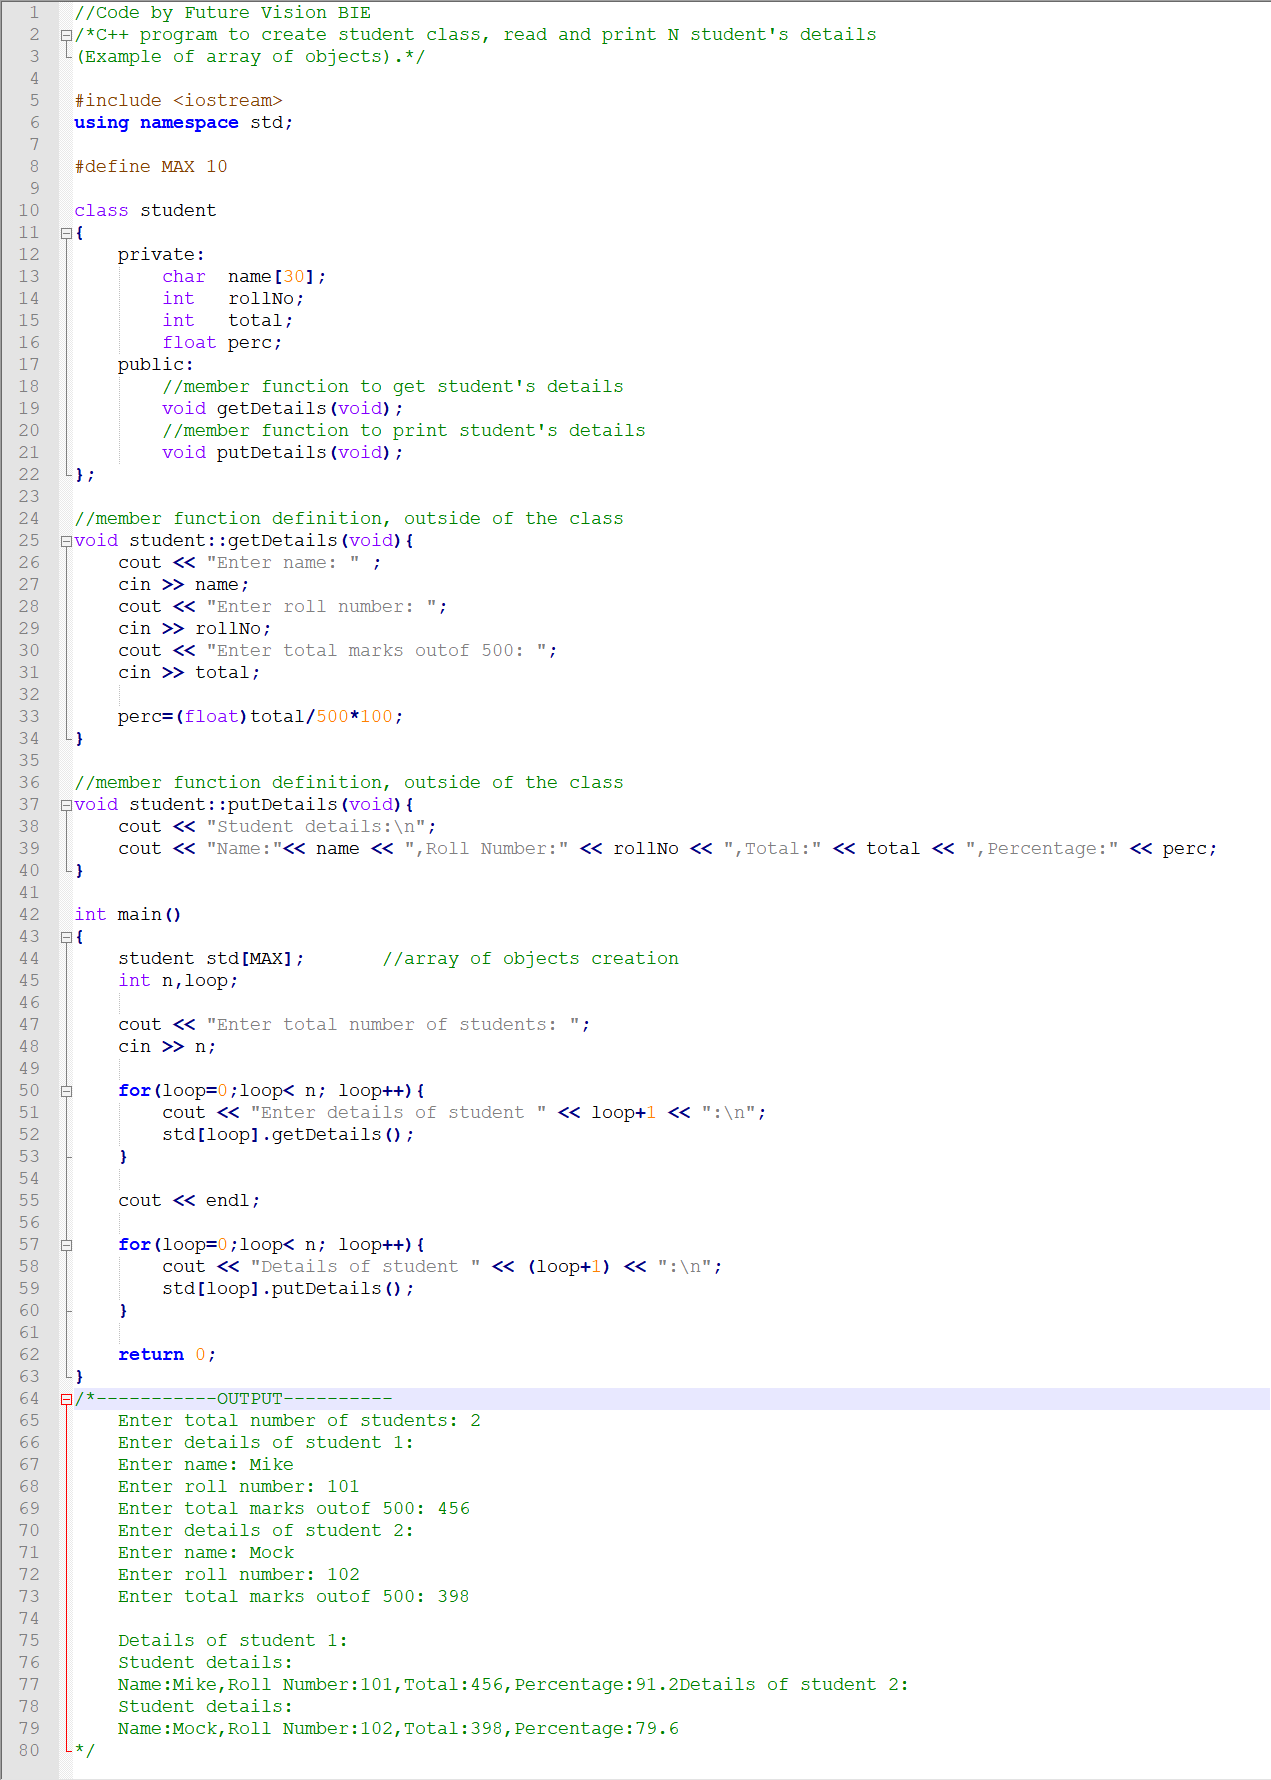 1 //Code by Future Vision BIE
2 /*C++ program to create student class, read and print N student's details
3 (Example of array of objects).*/
4
5 #include <iostream>
6 using namespace std;
7
8 #define MAX 10
9
10 class student
11 {
12     private:
13         char  name[30];
14         int   rollNo;
15         int   total;
16         float perc;
17     public:
18         //member function to get student's details
19         void getDetails(void);
20         //member function to print student's details
21         void putDetails(void);
22 };
23
24 //member function definition, outside of the class
25 void student::getDetails(void){
26     cout << "Enter name: " ;
27     cin >> name;
28     cout << "Enter roll number: ";
29     cin >> rollNo;
30     cout << "Enter total marks outof 500: ";
31     cin >> total;
32
33     perc=(float)total/500*100;
34 }
35
36 //member function definition, outside of the class
37 void student::putDetails(void){
38     cout << "Student details:\n";
39     cout << "Name:"<< name << ",Roll Number:" << rollNo << ",Total:" << total << ",Percentage:" << perc;
40 }
41
42 int main()
43 {
44     student std[MAX];       //array of objects creation
45     int n,loop;
46
47     cout << "Enter total number of students: ";
48     cin >> n;
49
50     for(loop=0;loop< n; loop++){
51         cout << "Enter details of student " << loop+1 << ":\n";
52         std[loop].getDetails();
53     }
54
55     cout << endl;
56
57     for(loop=0;loop< n; loop++){
58         cout << "Details of student " << (loop+1) << ":\n";
59         std[loop].putDetails();
60     }
61
62     return 0;
63 }
64 /*-----------OUTPUT----------
65     Enter total number of students: 2
66     Enter details of student 1:
67     Enter name: Mike
68     Enter roll number: 101
69     Enter total marks outof 500: 456
70     Enter details of student 2:
71     Enter name: Mock
72     Enter roll number: 102
73     Enter total marks outof 500: 398
74
75     Details of student 1:
76     Student details:
77     Name:Mike,Roll Number:101,Total:456,Percentage:91.2Details of student 2:
78     Student details:
79     Name:Mock,Roll Number:102,Total:398,Percentage:79.6
80 */